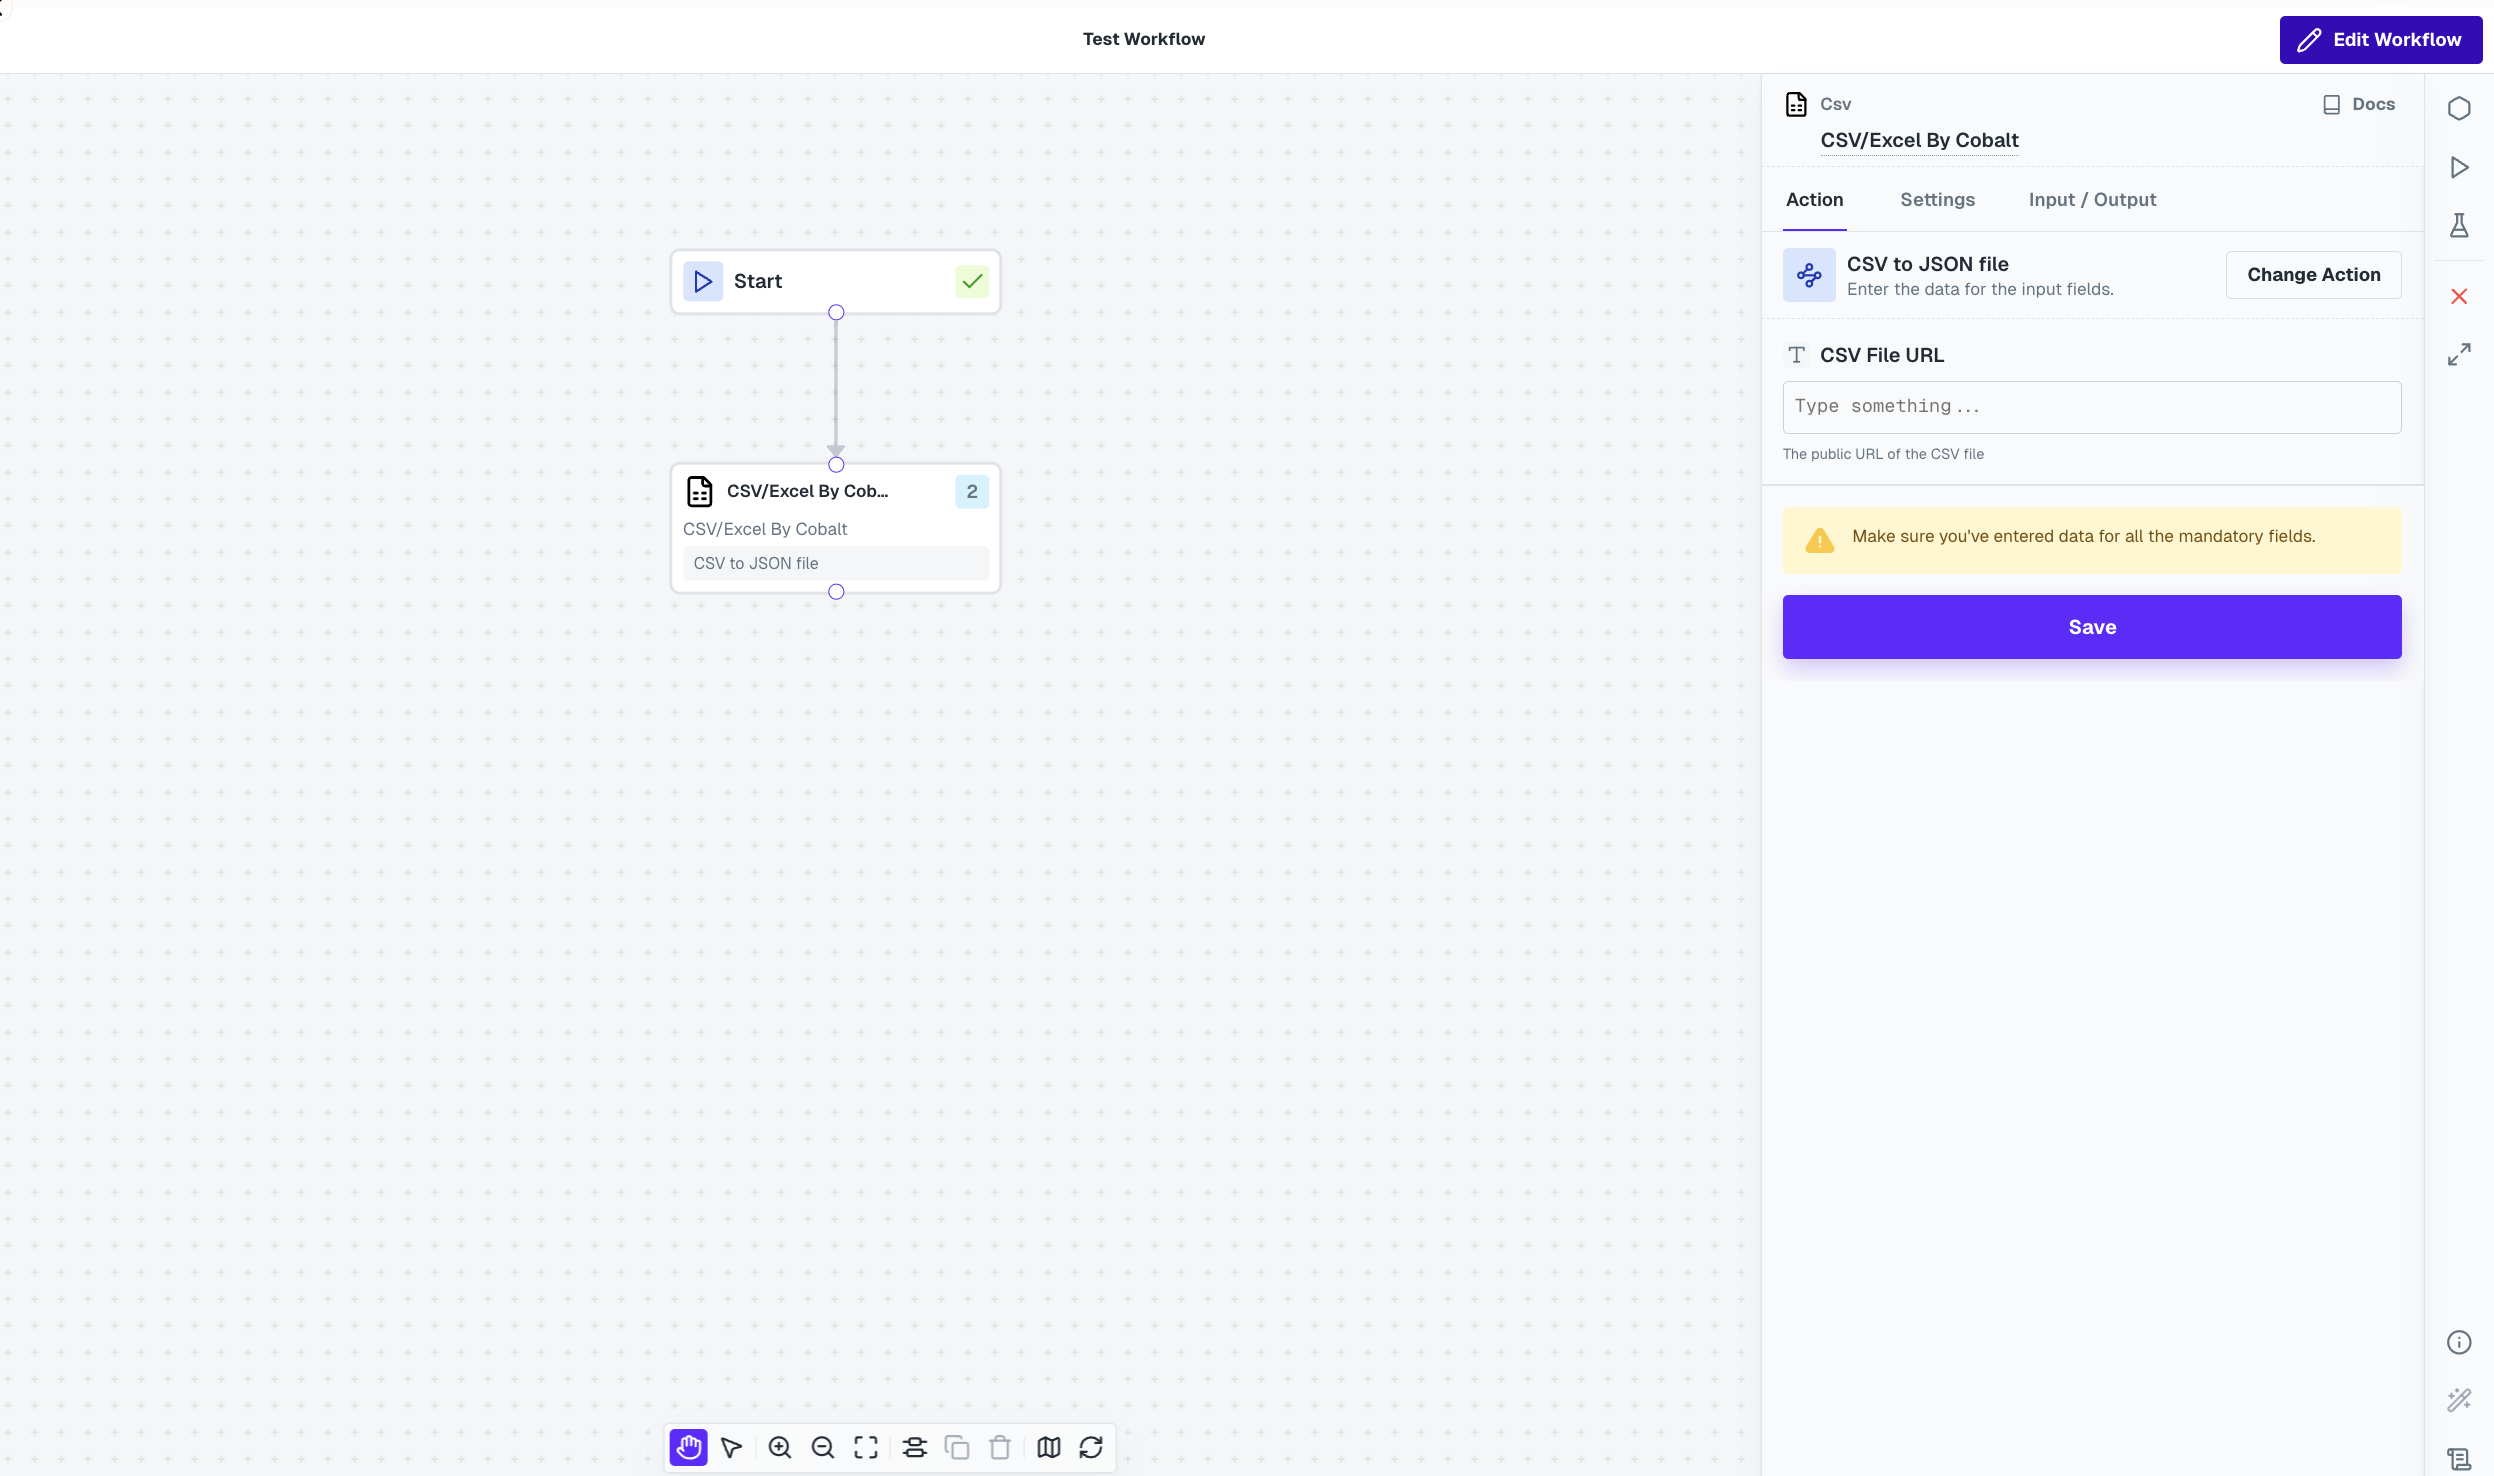 Test Workflow
Edit Workflow
Csv
Docs
CSV/Excel By Cobalt
Action
Settings
Input / Output
CSV to JSON file
Enter the data for the input fields.
Change Action
CSV File URL
Type something...
The public URL of the CSV file
Make sure you've entered data for all the mandatory fields.
Save
Start
CSV/Excel By Cob...
2
CSV/Excel By Cobalt
CSV to JSON file